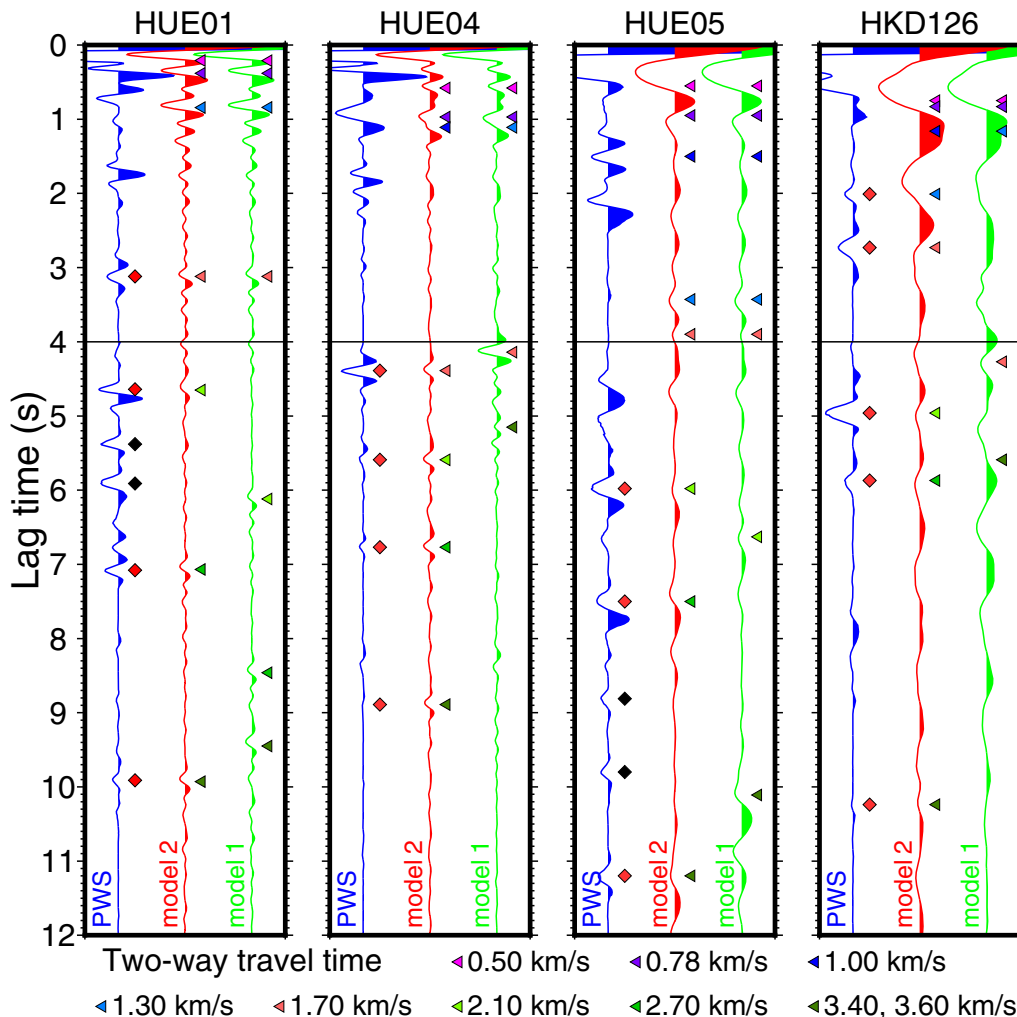 HUE01 HUE04 HUE05 HKD126
0
1
2
3
4
5
6
7
8
9
10
11
12
Lag time (s)
PWS model 2 model 1
PWS model 2 model 1
PWS model 2 model 1
PWS model 2 model 1
Two-way travel time 0.50 km/s 0.78 km/s 1.00 km/s
1.30 km/s 1.70 km/s 2.10 km/s 2.70 km/s 3.40, 3.60 km/s